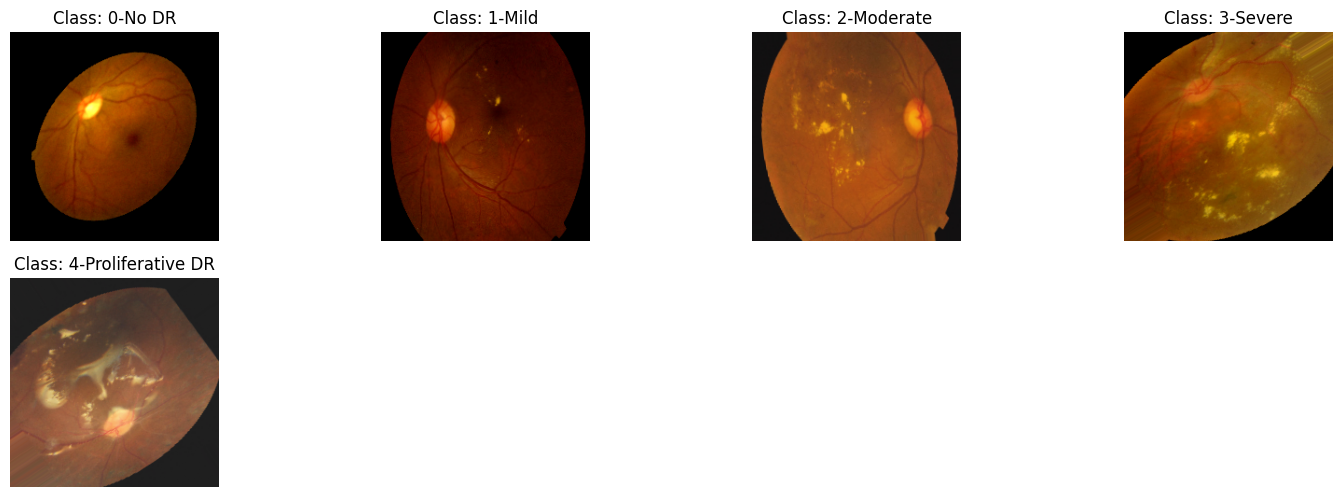 Class: 0-No DR
Class: 1-Mild
Class: 2-Moderate
Class: 3-Severe
Class: 4-Proliferative DR